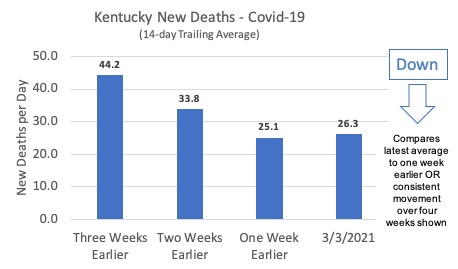 Kentucky New Deaths - Covid-19
(14-day Trailing Average)
New Deaths per Day
50.0
40.0
30.0
20.0
10.0
0.0
44.2
33.8
25.1
26.3
Three Weeks
Earlier
Two Weeks
Earlier
One Week
Earlier
3/3/2021
Down
Compares
latest average
to one week
earlier OR
consistent
movement
over four
weeks shown